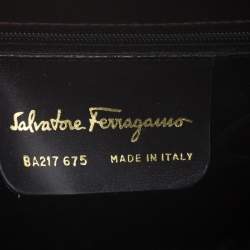 Salvatore Ferragamo
BA217 675 MADE IN ITALY